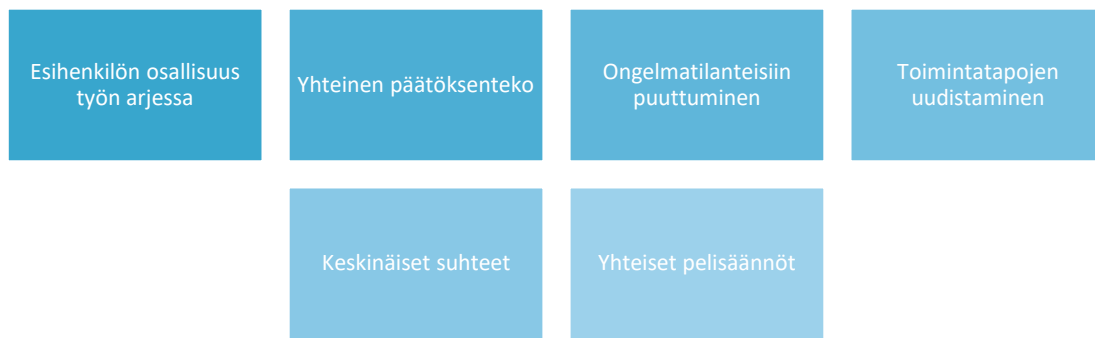 Esihenkilön osallisuus
työn arjessa
Yhteinen päätöksenteko
Ongelmatilanteisiin
puuttuminen
Toimintatapojen
uudistaminen
Keskinäiset suhteet
Yhteiset pelisäännöt